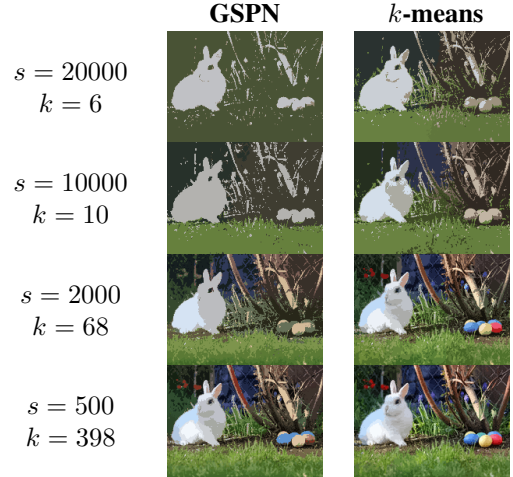 GSPN k-means
s = 20000
k = 6
s = 10000
k = 10
s = 2000
k = 68
s = 500
k = 398